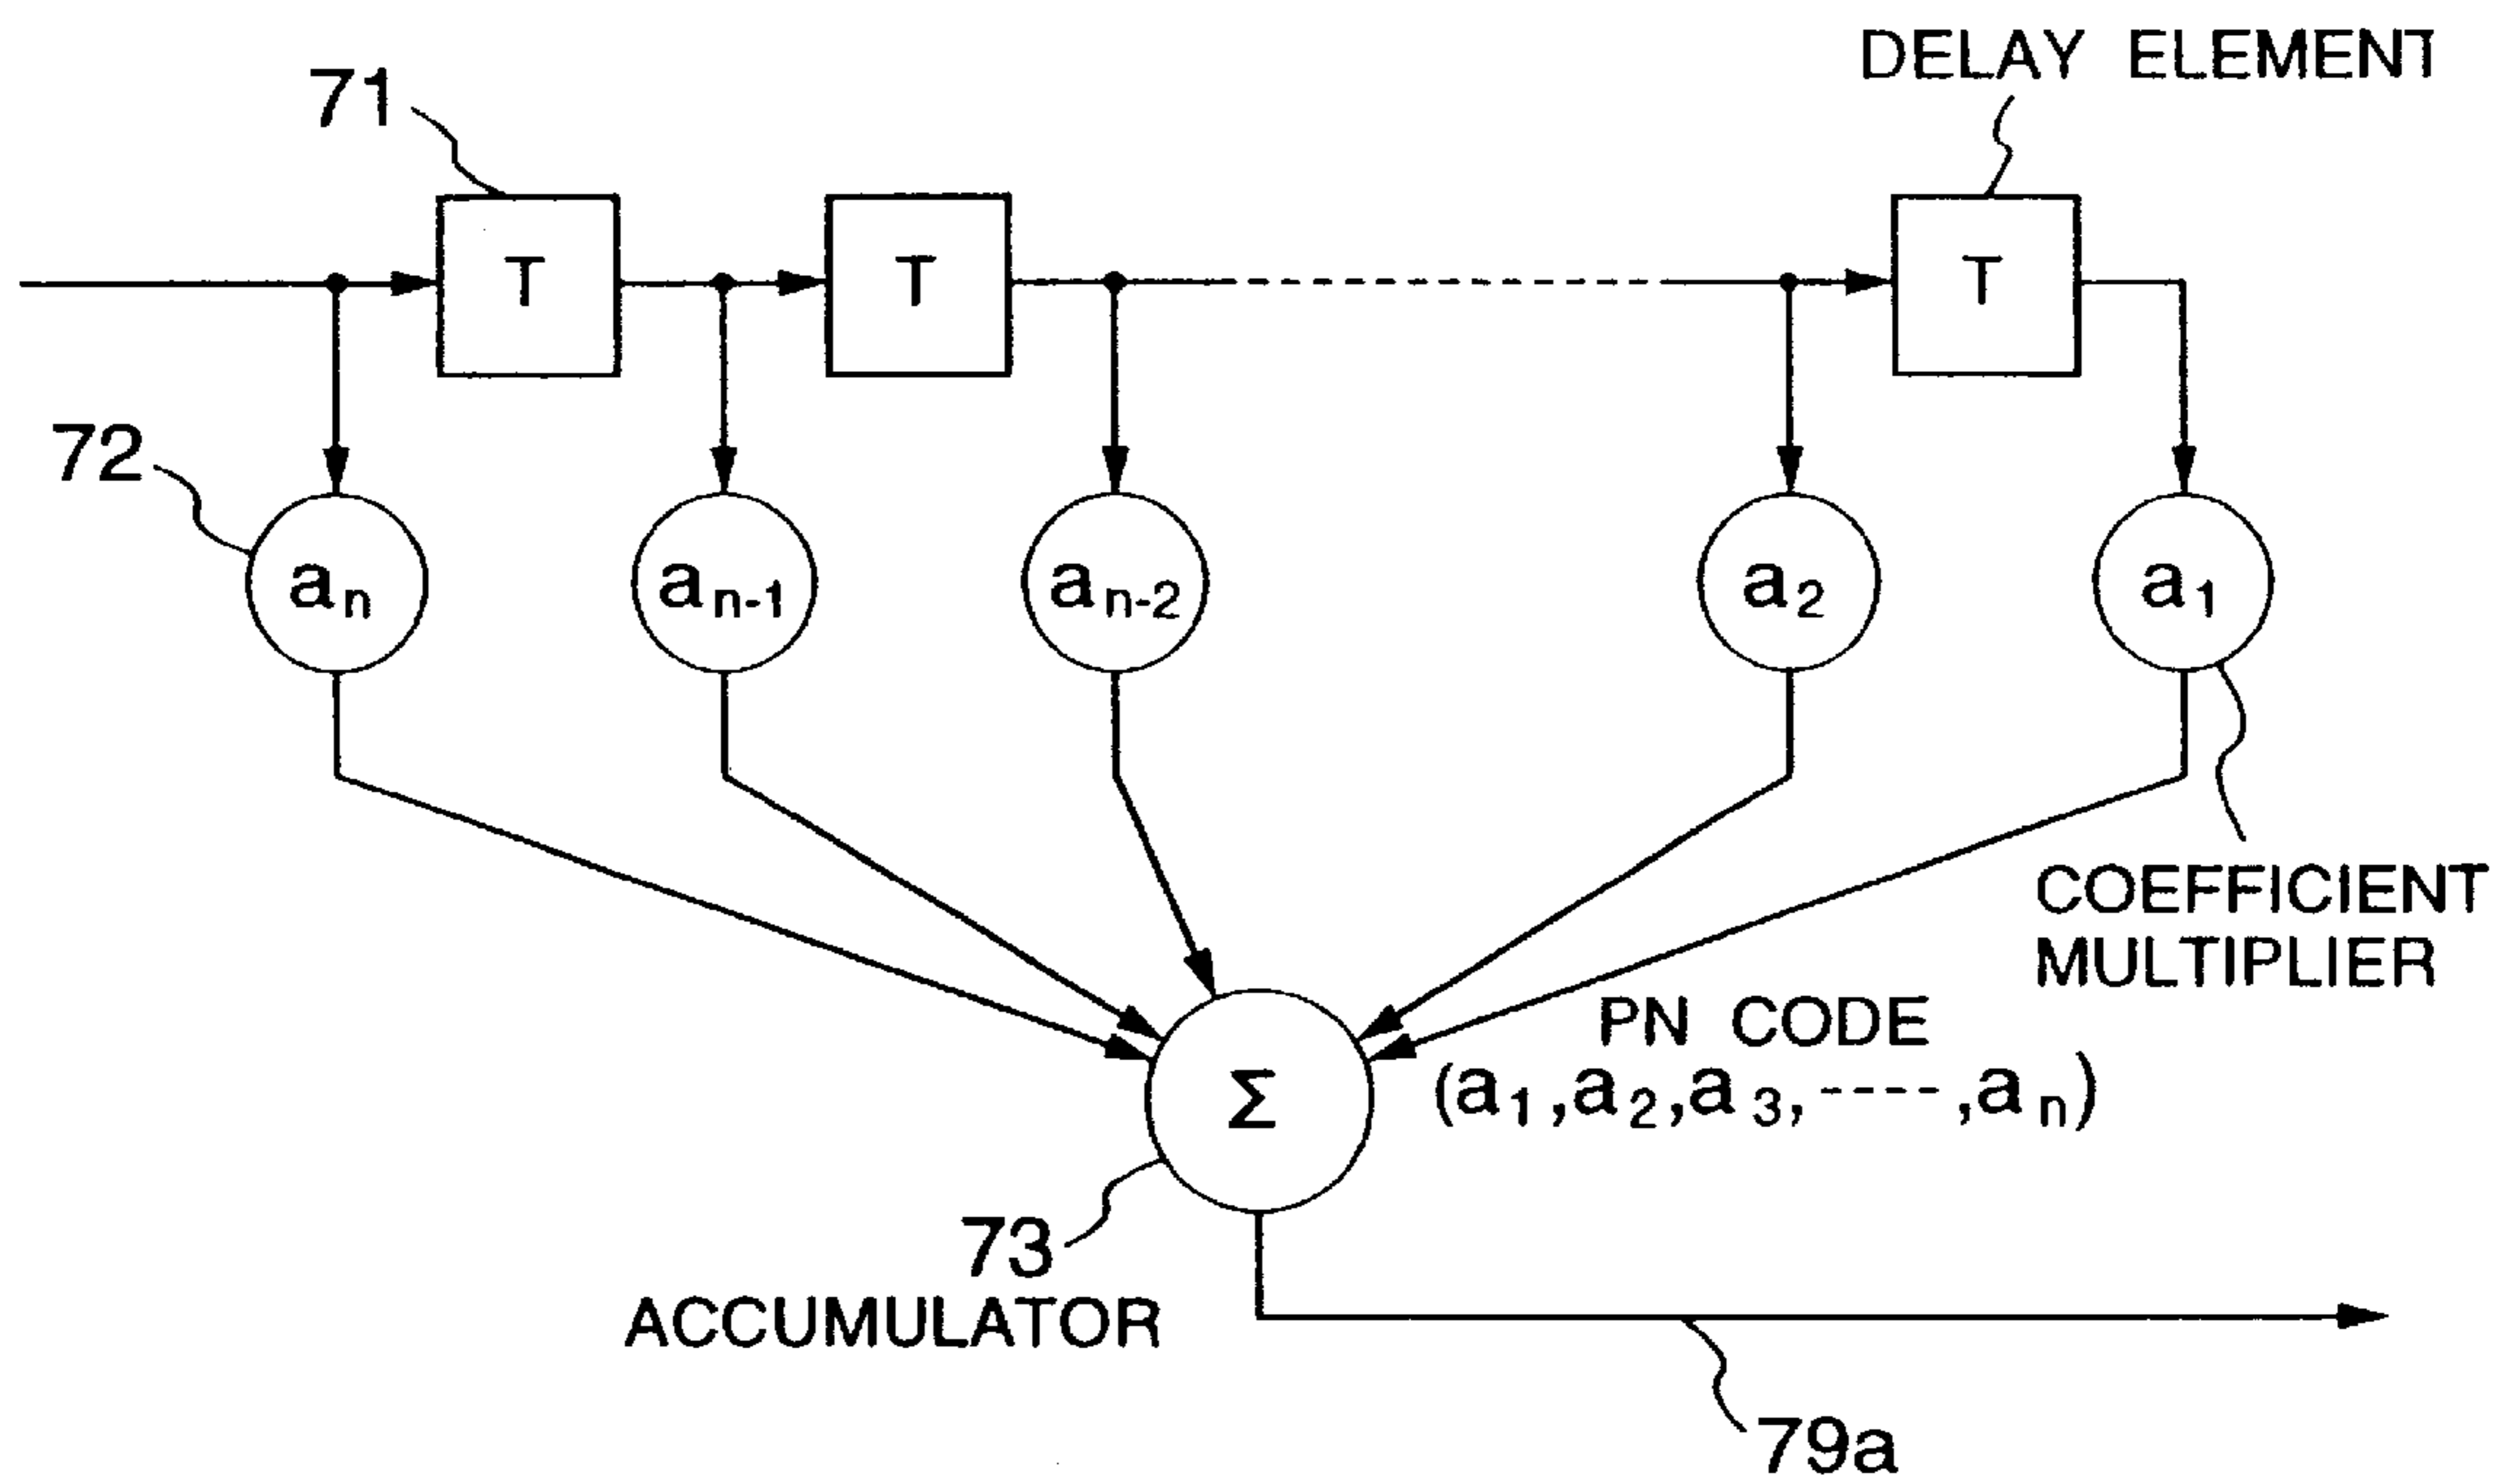 DELAY ELEMENT
71
T T T
72
an an-1 an-2 a2 a1
COEFFICIENT
MULTIPLIER
PN CODE
(a1,a2,a3,----,an)
Σ
73
ACCUMULATOR
79a